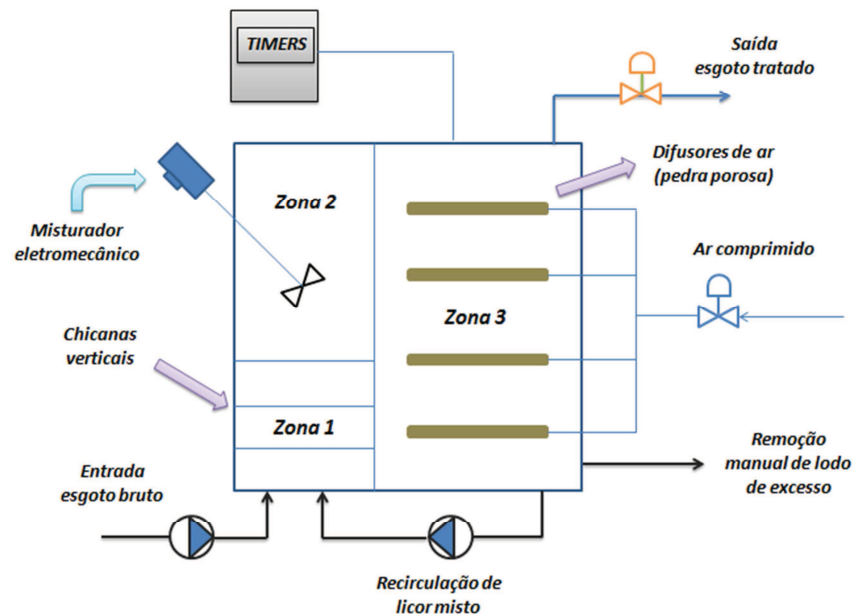 TIMERS
Saída
esgoto tratado
Difusores de ar
(pedra porosa)
Zona 2
Misturador
eletromecânico
Ar comprimido
Zona 3
Chicanas
verticais
Zona 1
Entrada
esgoto bruto
Remoção
manual de lodo
de excesso
Recirculação de
licor misto